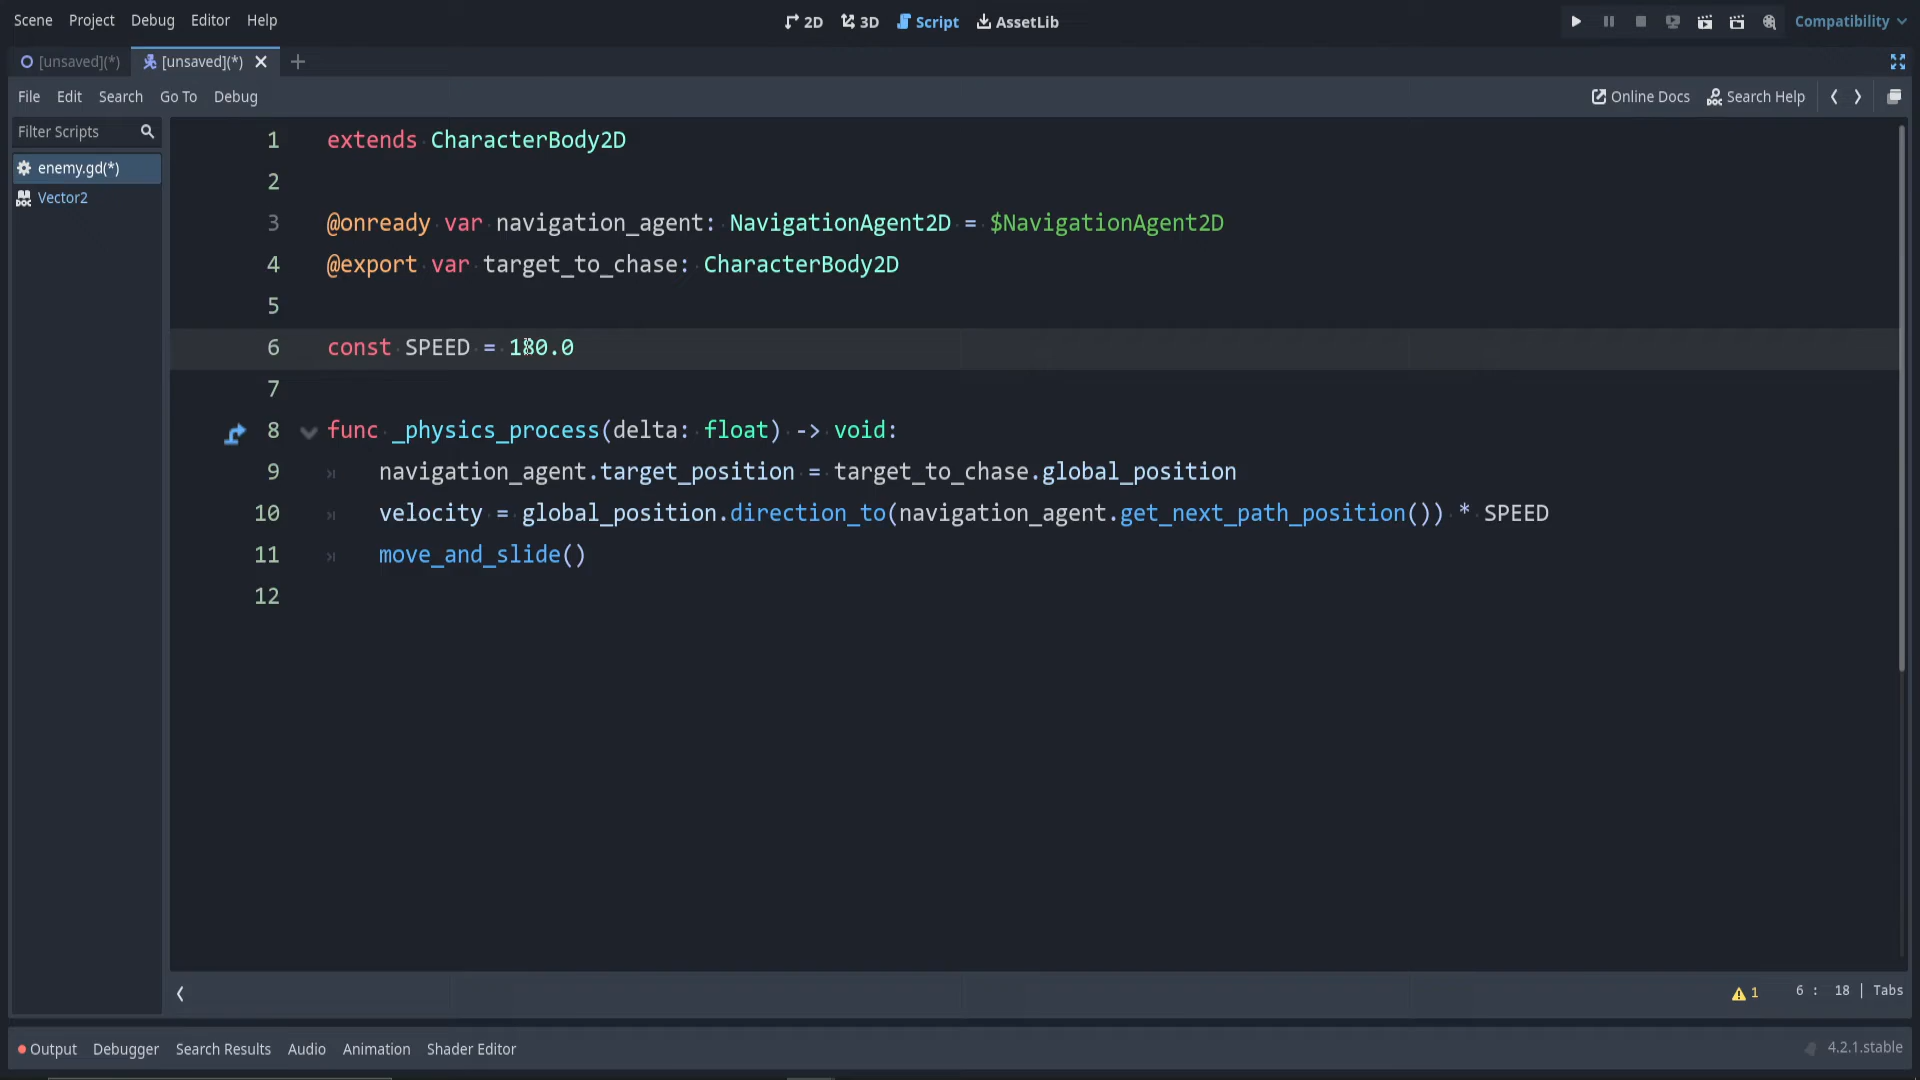 Scene Project Debug Editor Help
2D 3D Script AssetLib
Compatibility
[unsaved](*) [unsaved](*)
File Edit Search Go To Debug
Online Docs Search Help
Filter Scripts
enemy.gd(*)
Vector2
1 extends CharacterBody2D
2
3 @onready var navigation_agent: NavigationAgent2D = $NavigationAgent2D
4 @export var target_to_chase: CharacterBody2D
5
6 const SPEED = 180.0
7
8 func _physics_process(delta: float) -> void:
9 navigation_agent.target_position = target_to_chase.global_position
10 velocity = global_position.direction_to(navigation_agent.get_next_path_position()) * SPEED
11 move_and_slide()
12
1 6 : 18 | Tabs
Output Debugger Search Results Audio Animation Shader Editor
4.2.1.stable